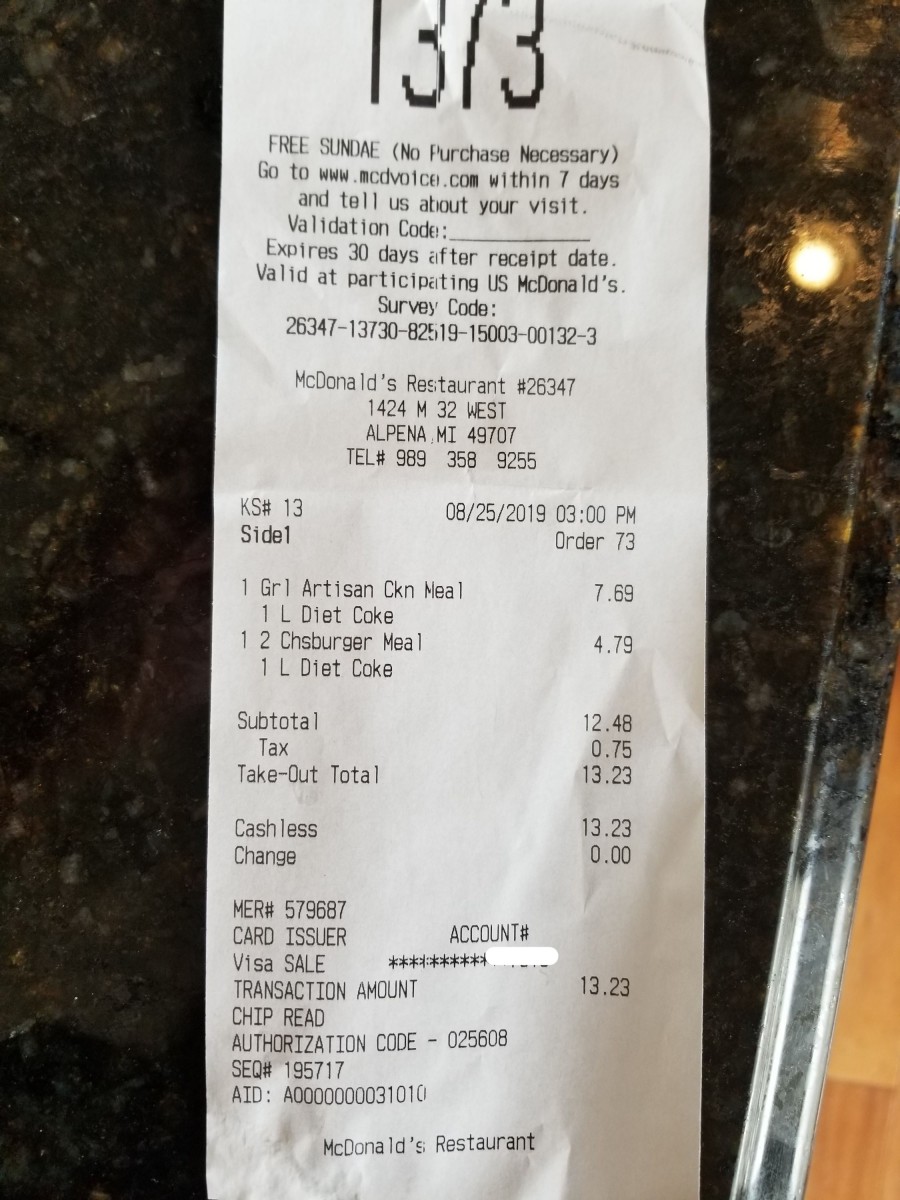 1373
FREE SUNDAE (No Purchase Necessary)
Go to www.mcdvoice.com within 7 days
and tell us about your visit.
Validation Code:____________
Expires 30 days after receipt date.
Valid at participating US McDonald's.
Survey Code:
26347-13730-82519-15003-00132-3
McDonald's Restaurant #26347
1424 M 32 WEST
ALPENA,MI 49707
TEL# 989 358 9255
KS# 13 08/25/2019 03:00 PM
Side1 Order 73
1 Grl Artisan Ckn Meal 7.69
1 L Diet Coke
1 2 Chsburger Meal 4.79
1 L Diet Coke
Subtotal 12.48
Tax 0.75
Take-Out Total 13.23
Cashless 13.23
Change 0.00
MER# 579687
CARD ISSUER ACCOUNT#
Visa SALE **********
TRANSACTION AMOUNT 13.23
CHIP READ
AUTHORIZATION CODE - 025608
SEQ# 195717
AID: A0000000031010
McDonald's Restaurant